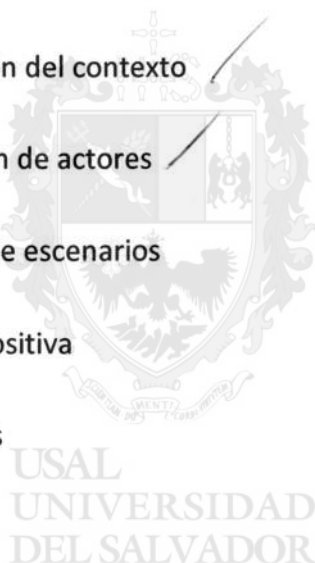 n del contexto
n de actores
e escenarios
ositiva
s
USAL
UNIVERSIDAD
DEL SALVADOR